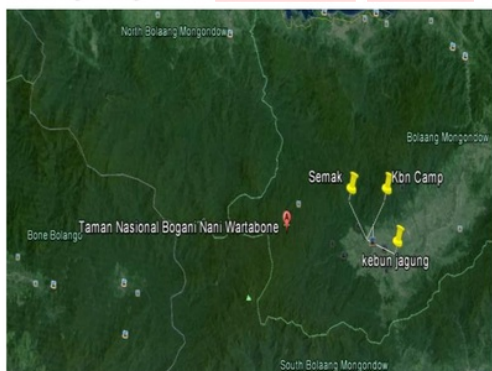 North Bolaang Mongondow
Bolaang Mongondow
Semak
Kbn Camp
Taman Nasional Bogani Nani Wartabone
Bone Bolango
kebun jagung
South Bolaang Mongondow